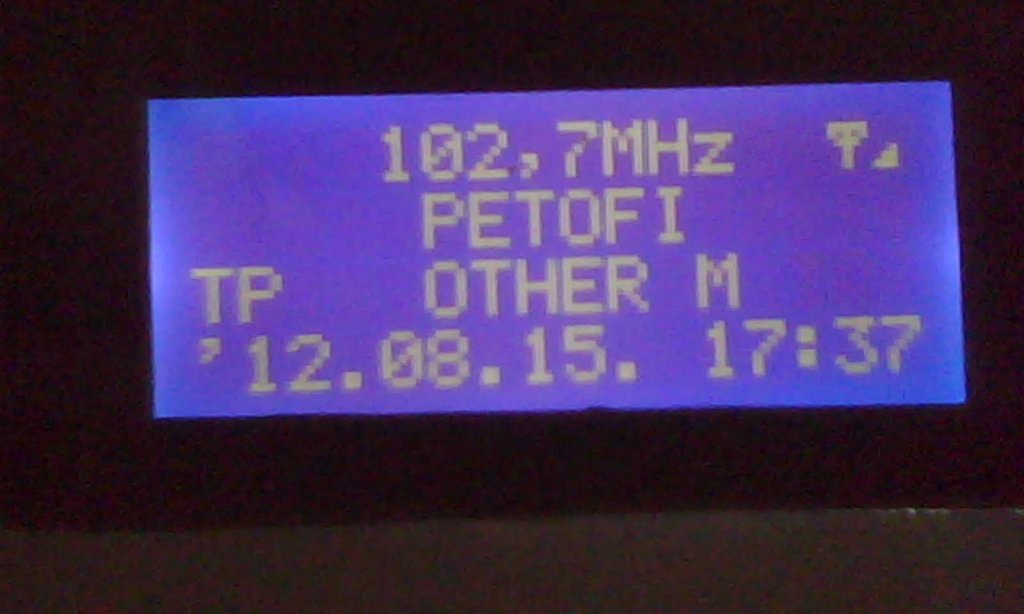 102,7MHz
PETOFI
TP OTHER M
'12.08.15. 17:37